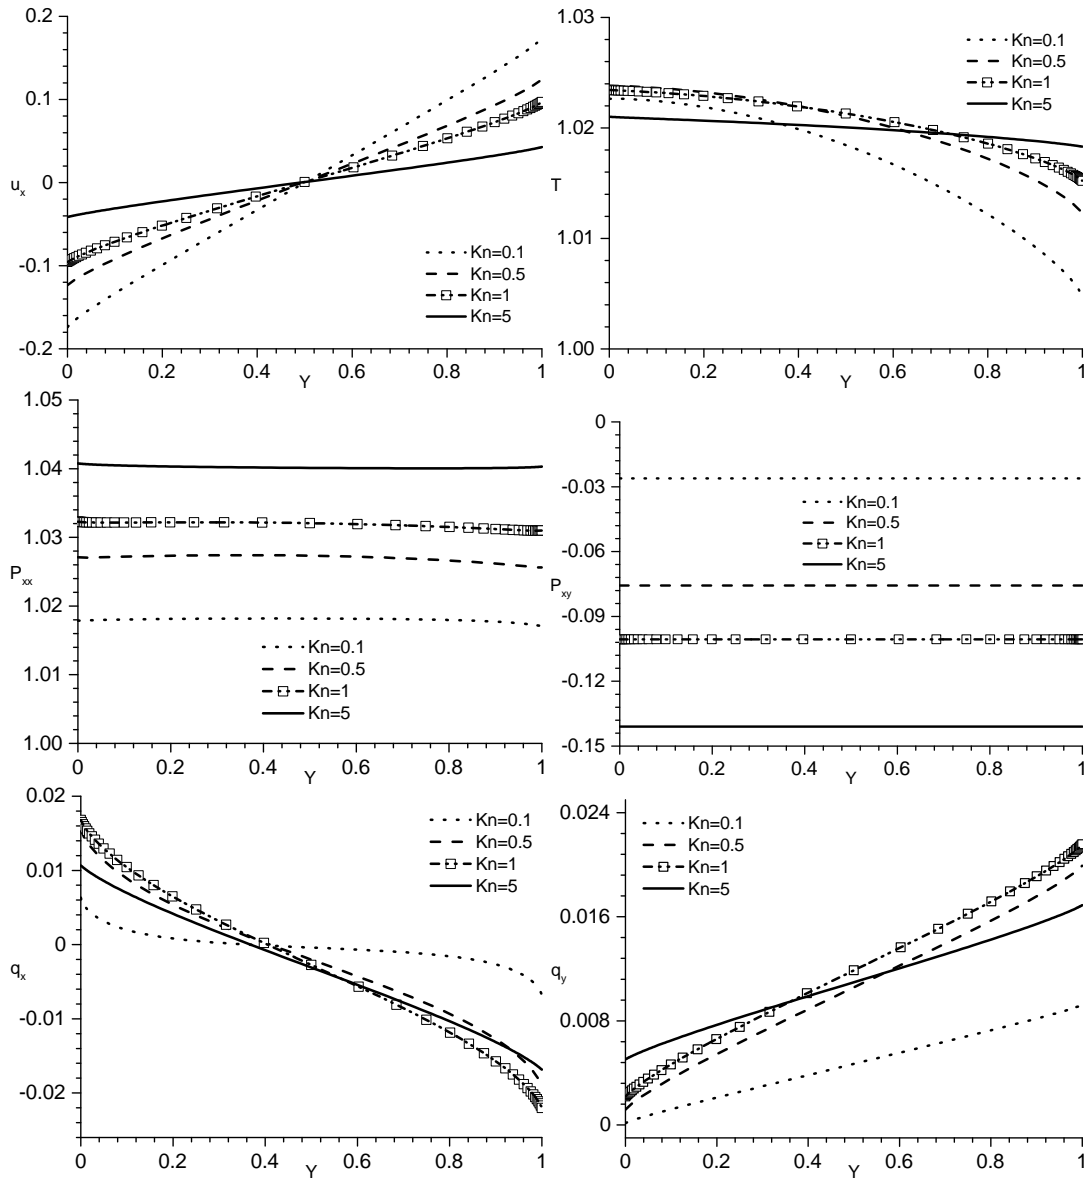 0.2
0.1
0
-0.1
-0.2
u_x
0 0.2 0.4 0.6 0.8 1
Y
Kn=0.1
Kn=0.5
Kn=1
Kn=5
1.03
1.02
1.01
1.00
T
0 0.2 0.4 0.6 0.8 1
Y
Kn=0.1
Kn=0.5
Kn=1
Kn=5
1.05
1.04
1.03
1.02
1.01
1.00
P_xx
0 0.2 0.4 0.6 0.8 1
Y
Kn=0.1
Kn=0.5
Kn=1
Kn=5
0
-0.03
-0.06
-0.09
-0.12
-0.15
P_xy
0 0.2 0.4 0.6 0.8 1
Y
Kn=0.1
Kn=0.5
Kn=1
Kn=5
0.02
0.01
0
-0.01
-0.02
q_x
0 0.2 0.4 0.6 0.8 1
Y
Kn=0.1
Kn=0.5
Kn=1
Kn=5
0.024
0.016
0.008
0
q_y
0 0.2 0.4 0.6 0.8 1
Y
Kn=0.1
Kn=0.5
Kn=1
Kn=5